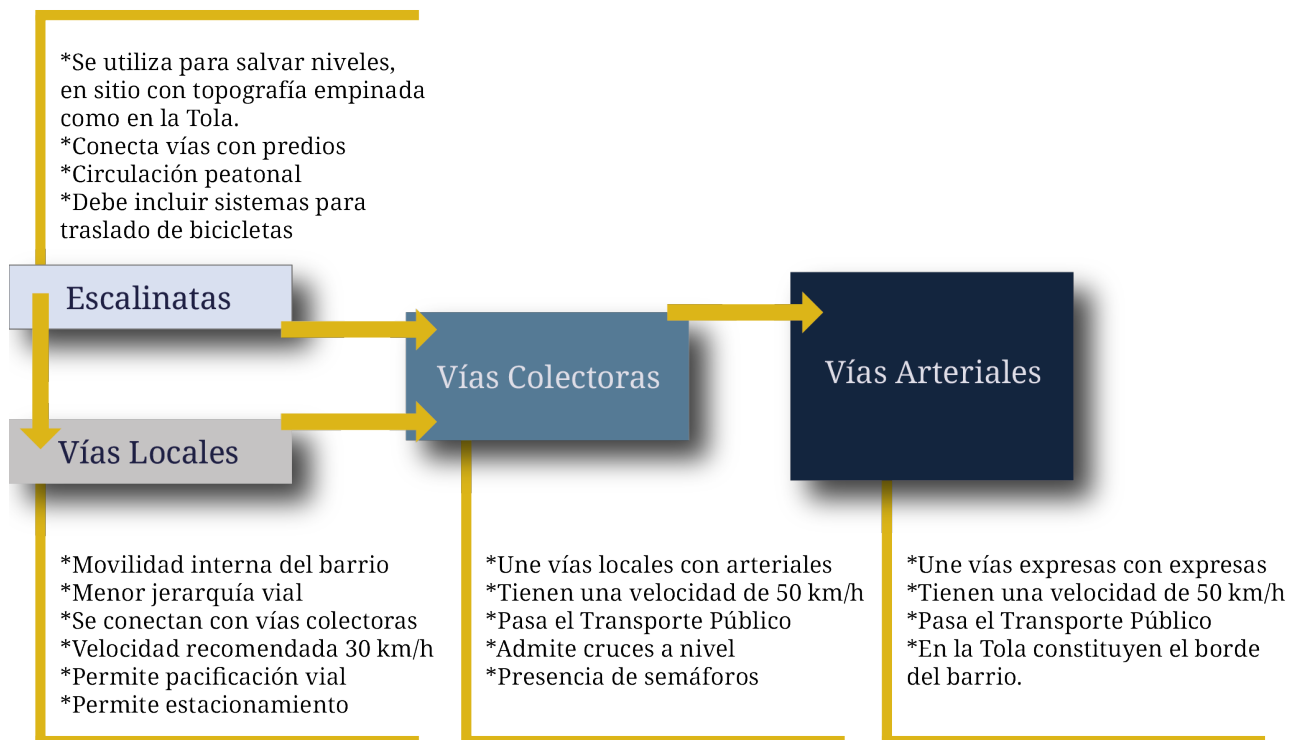 *Se utiliza para salvar niveles,
en sitio con topografía empinada
como en la Tola.
*Conecta vías con predios
*Circulación peatonal
*Debe incluir sistemas para
traslado de bicicletas
Escalinatas
Vías Locales
Vías Colectoras
Vías Arteriales
*Movilidad interna del barrio
*Menor jerarquía vial
*Se conectan con vías colectoras
*Velocidad recomendada 30 km/h
*Permite pacificación vial
*Permite estacionamiento
*Une vías locales con arteriales
*Tienen una velocidad de 50 km/h
*Pasa el Transporte Público
*Admite cruces a nivel
*Presencia de semáforos
*Une vías expresas con expresas
*Tienen una velocidad de 50 km/h
*Pasa el Transporte Público
*En la Tola constituyen el borde
del barrio.